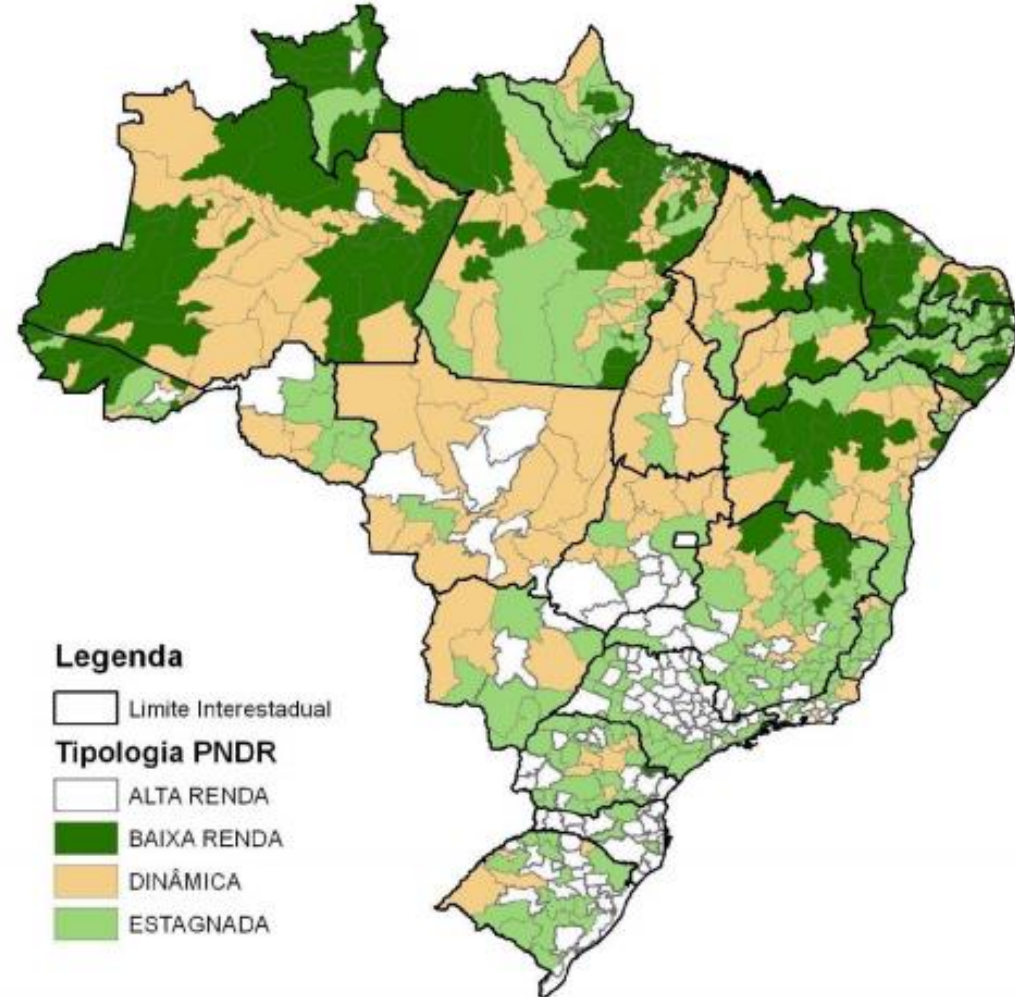 Legenda
Limite Interestadual
Tipologia PNDR
ALTA RENDA
BAIXA RENDA
DINÂMICA
ESTAGNADA